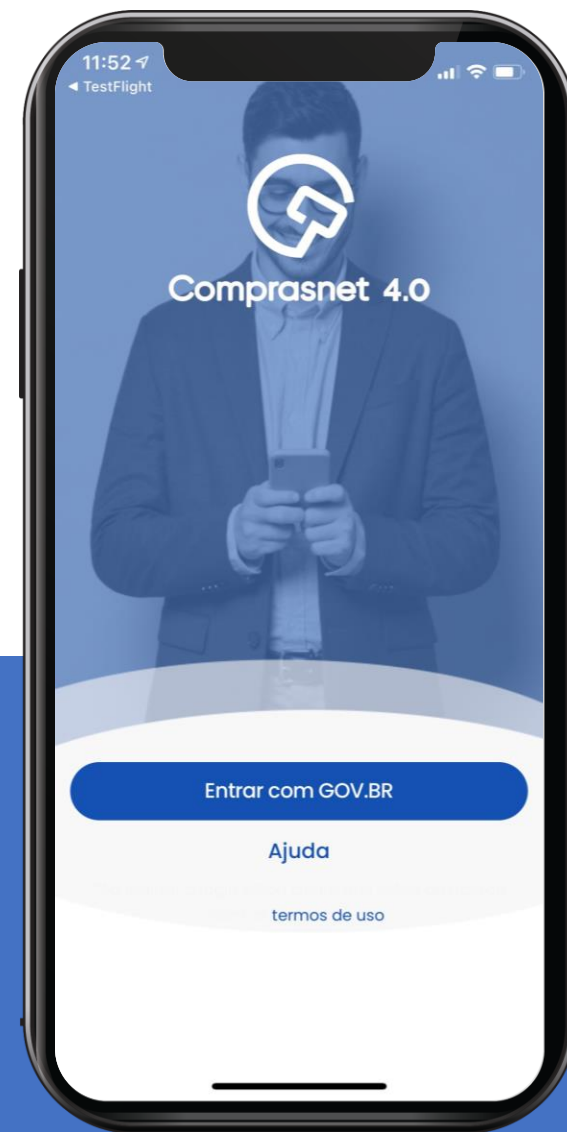 11:52
◀ TestFlight
Comprasnet 4.0
Entrar com GOV.BR
Ajuda
termos de uso